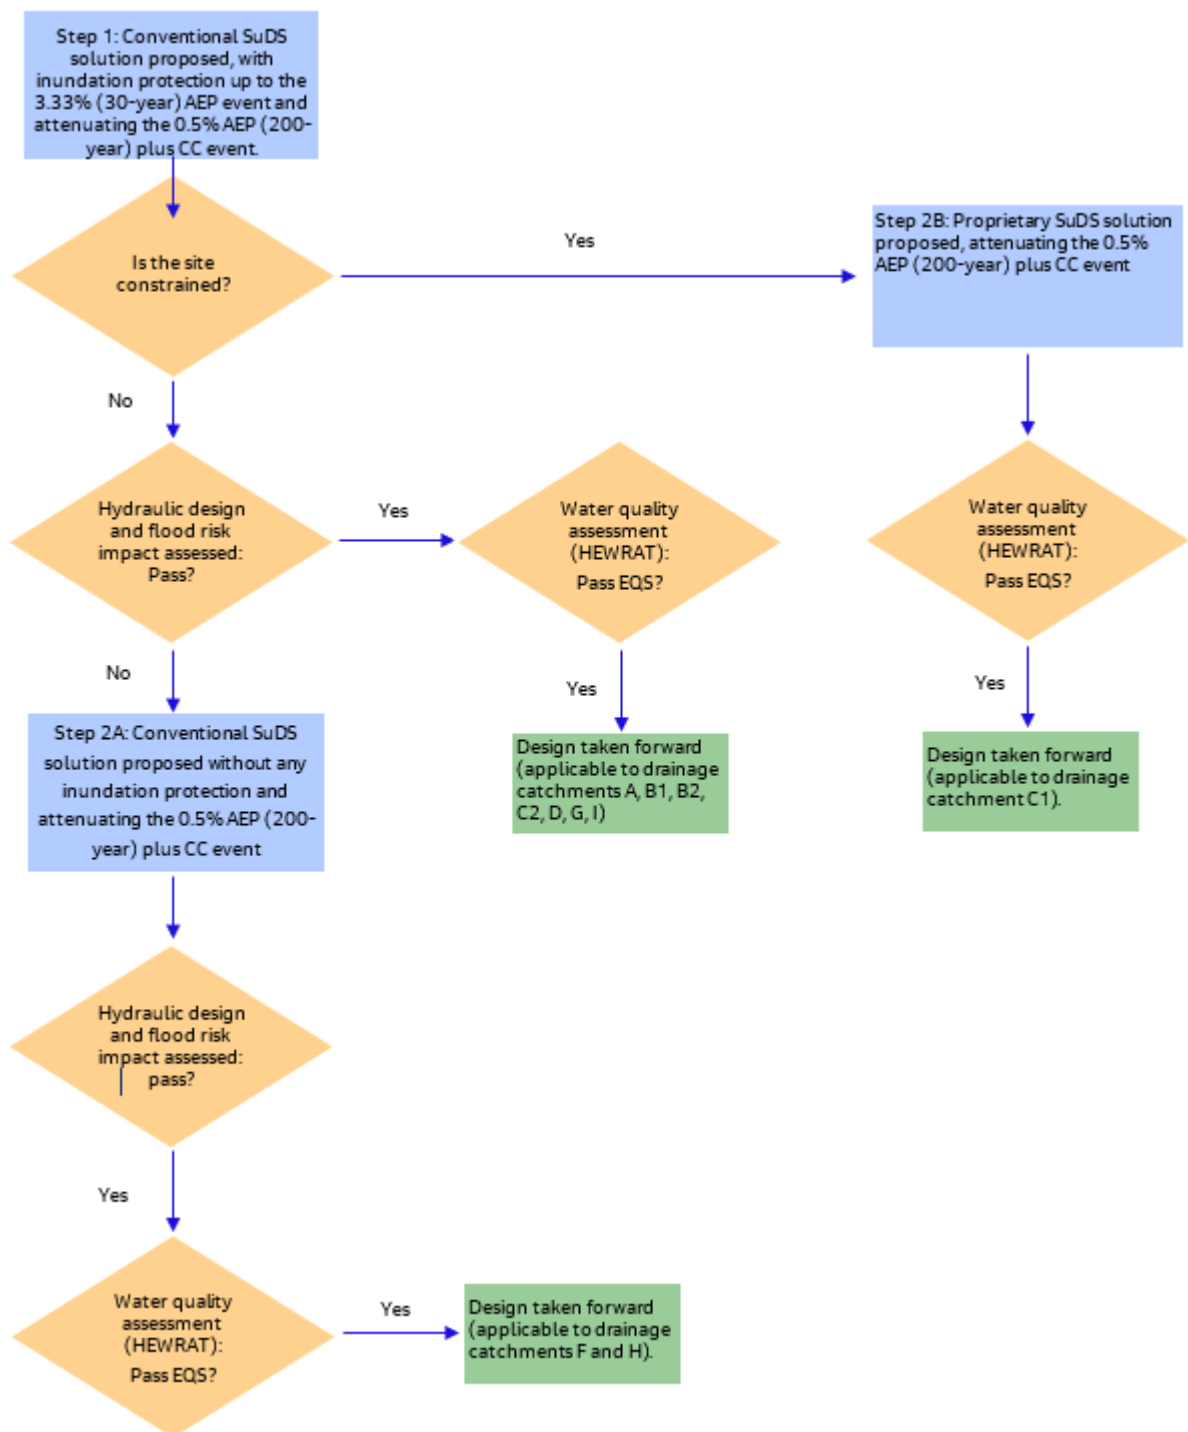 Step 1: Conventional SuDS
solution proposed, with
inundation protection up to the
3.33% (30-year) AEP event and
attenuating the 0.5% AEP (200-
year) plus CC event.
Is the site
constrained?
Yes
Step 2B: Proprietary SuDS solution
proposed, attenuating the 0.5%
AEP (200-year) plus CC event
No
Hydraulic design
and flood risk
impact assessed:
Pass?
Yes
Water quality
assessment
(HEWRAT):
Pass EQS?
Water quality
assessment
(HEWRAT):
Pass EQS?
No
Yes
Yes
Step 2A: Conventional SuDS
solution proposed without any
inundation protection and
attenuating the 0.5% AEP (200-
year) plus CC event
Design taken forward
(applicable to drainage
catchments A, B1, B2,
C2, D, G, I)
Design taken forward
(applicable to drainage
catchment C1).
Hydraulic design
and flood risk
impact assessed:
pass?
Yes
Water quality
assessment
(HEWRAT):
Pass EQS?
Yes
Design taken forward
(applicable to drainage
catchments F and H).